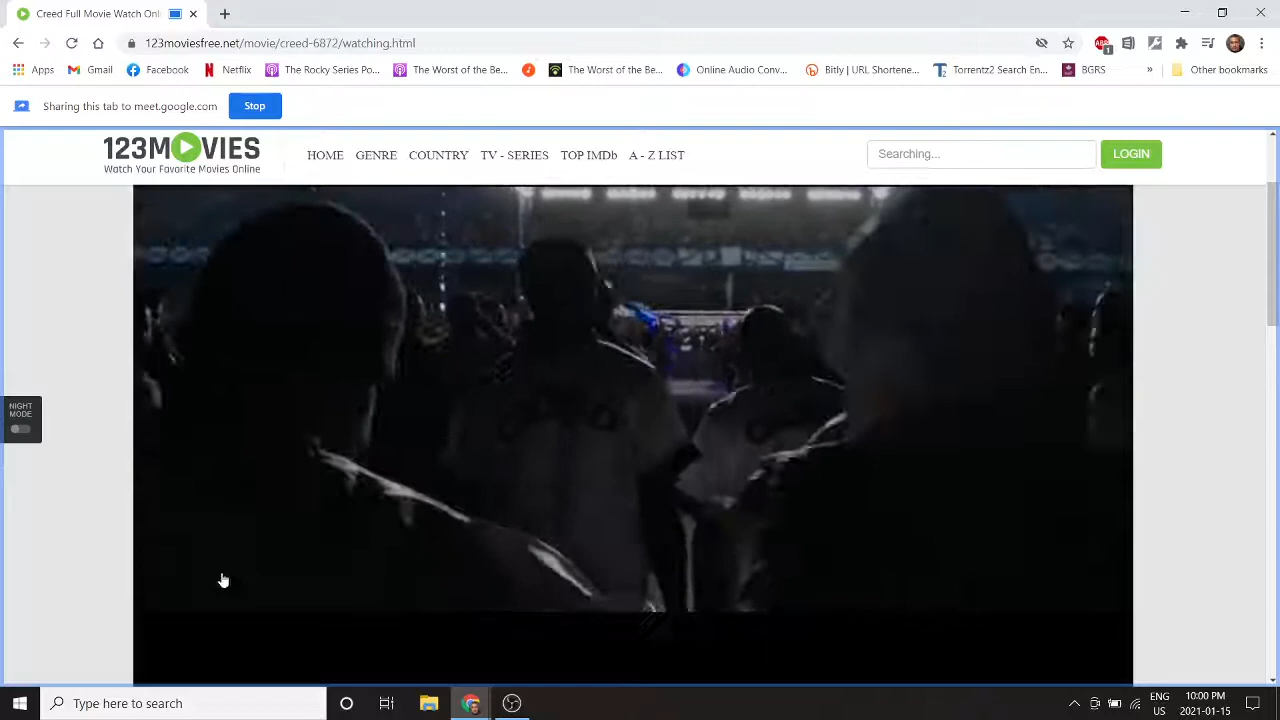 Creed Full Movie Watch Onl
123moviesfree.net/movie/creed-6872/watching.html
ABP
1
Apps
Gmail
Facebook
Netflix
The Rocky Series Po...
The Worst of the Be...
The Worst of the Be...
Online Audio Conv...
Bitly | URL Shortene...
Torrentz2 Search En...
BGRS
»
Other bookmarks
Sharing this tab to meet.google.com
Stop
123MOVIES
Watch Your Favorite Movies Online
HOME
GENRE
COUNTRY
TV - SERIES
TOP IMDb
A - Z LIST
Searching...
LOGIN
NIGHT
MODE
Type here to search
ENG
US
10:00 PM
2021-01-15